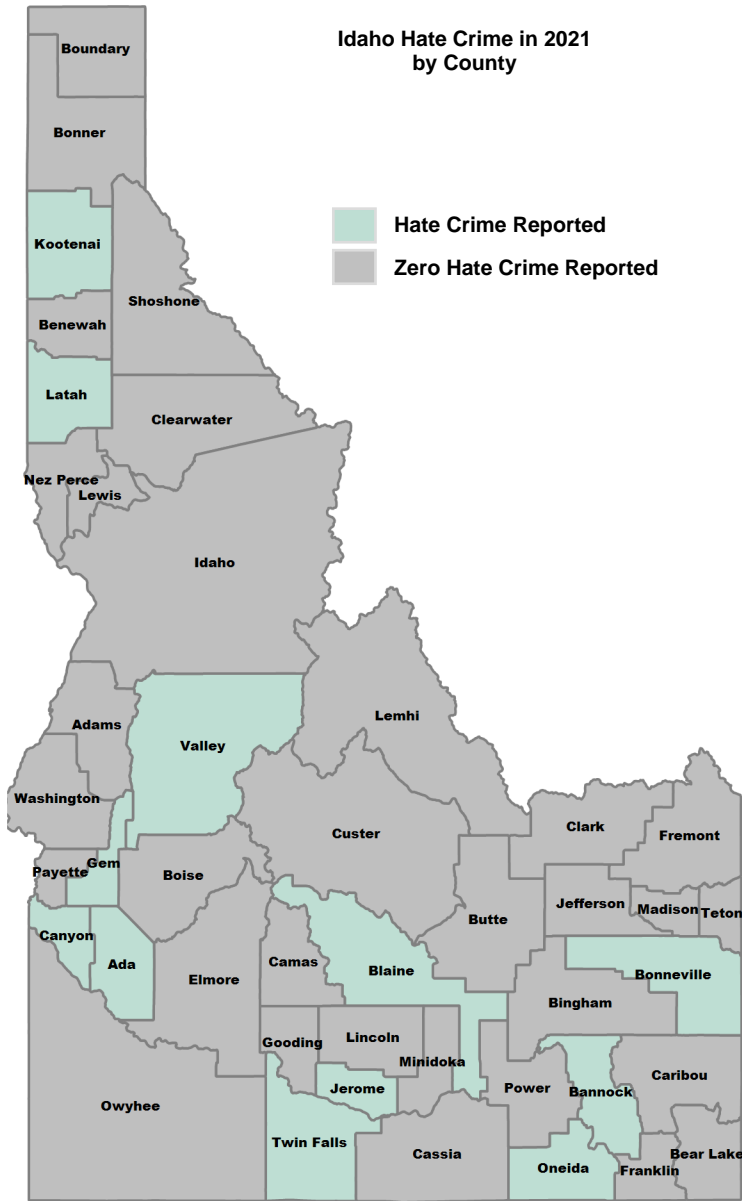 Idaho Hate Crime in 2021
by County
Boundary
Bonner
Hate Crime Reported
Kootenai
Zero Hate Crime Reported
Shoshone
Benewah
Latah
Clearwater
Nez Perce
Lewis
Idaho
Lemhi
Adams
Valley
Washington
Custer
Clark
Fremont
Gem
Payette
Boise
Jefferson
Madison
Teton
Butte
Canyon
Ada
Camas
Blaine
Bonneville
Elmore
Bingham
Lincoln
Gooding
Minidoka
Caribou
Jerome
Power
Bannock
Owyhee
Twin Falls
Cassia
Bear Lake
Oneida
Franklin